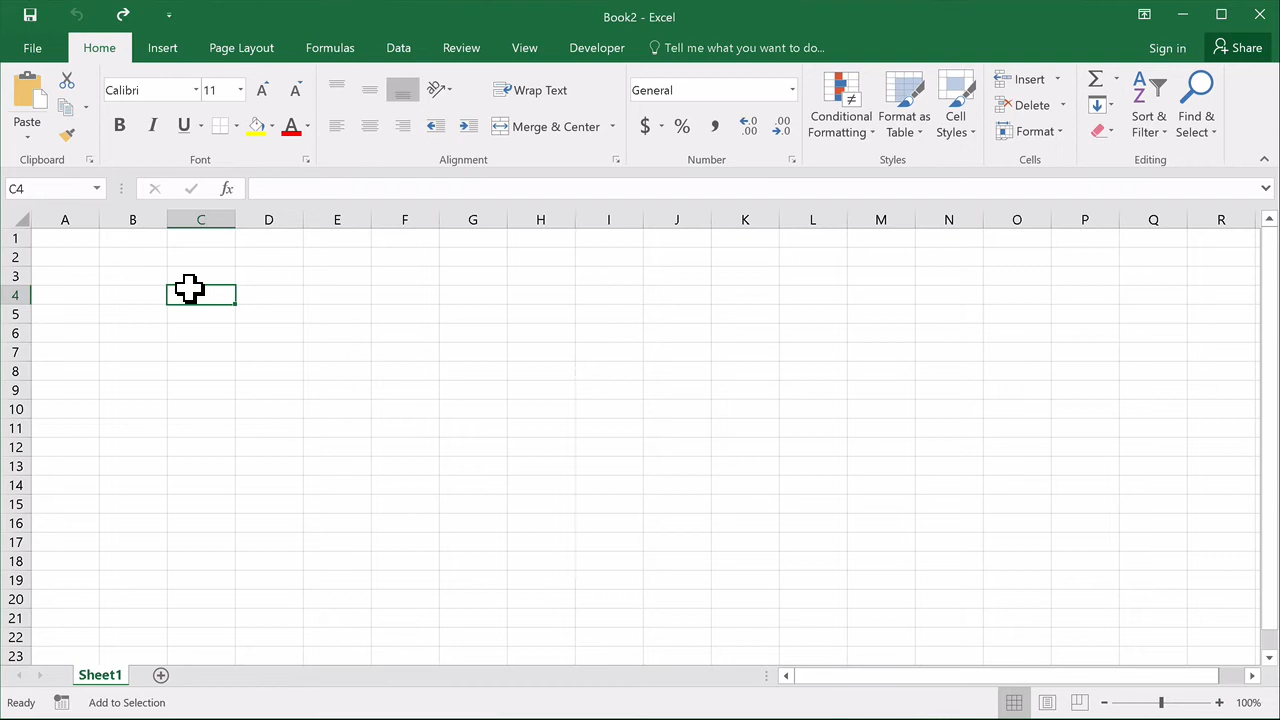 Book2 - Excel
File Home Insert Page Layout Formulas Data Review View Developer Tell me what you want to do... Sign in Share
Paste
Clipboard
Calibri 11
B I U A
Font
Wrap Text
Merge & Center
Alignment
General
$ % , .00 .00
Number
Conditional Formatting
Format as Table
Cell Styles
Styles
Insert
Delete
Format
Cells
Sort & Filter
Find & Select
Editing
C4 fx
A B C D E F G H I J K L M N O P Q R
1
2
3
4
5
6
7
8
9
10
11
12
13
14
15
16
17
18
19
20
21
22
23
Sheet1
Ready Add to Selection 100%